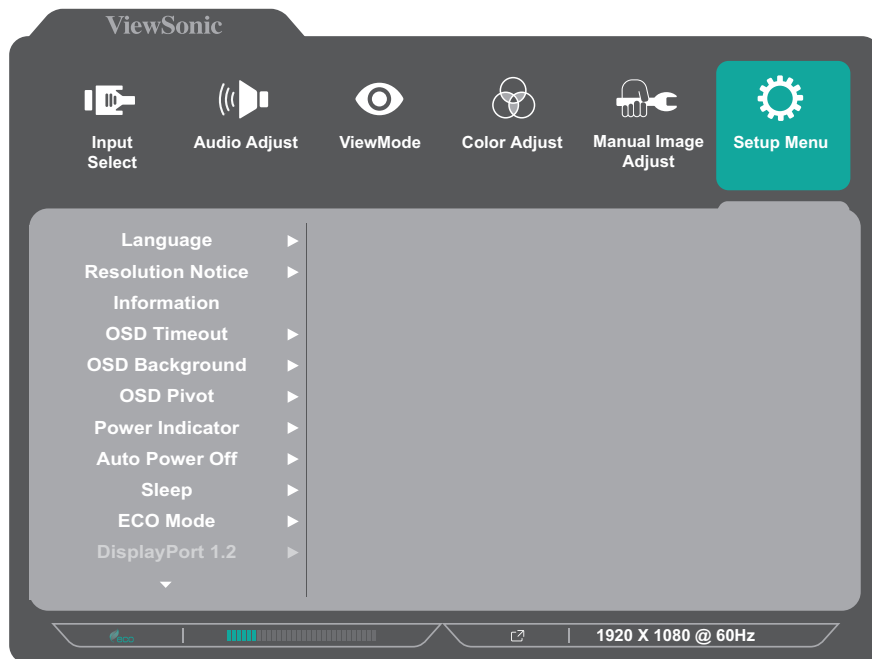 ViewSonic
Input
Select
Audio Adjust
ViewMode
Color Adjust
Manual Image
Adjust
Setup Menu
Language
Resolution Notice
Information
OSD Timeout
OSD Background
OSD Pivot
Power Indicator
Auto Power Off
Sleep
ECO Mode
DisplayPort 1.2
eco
1920 X 1080 @ 60Hz